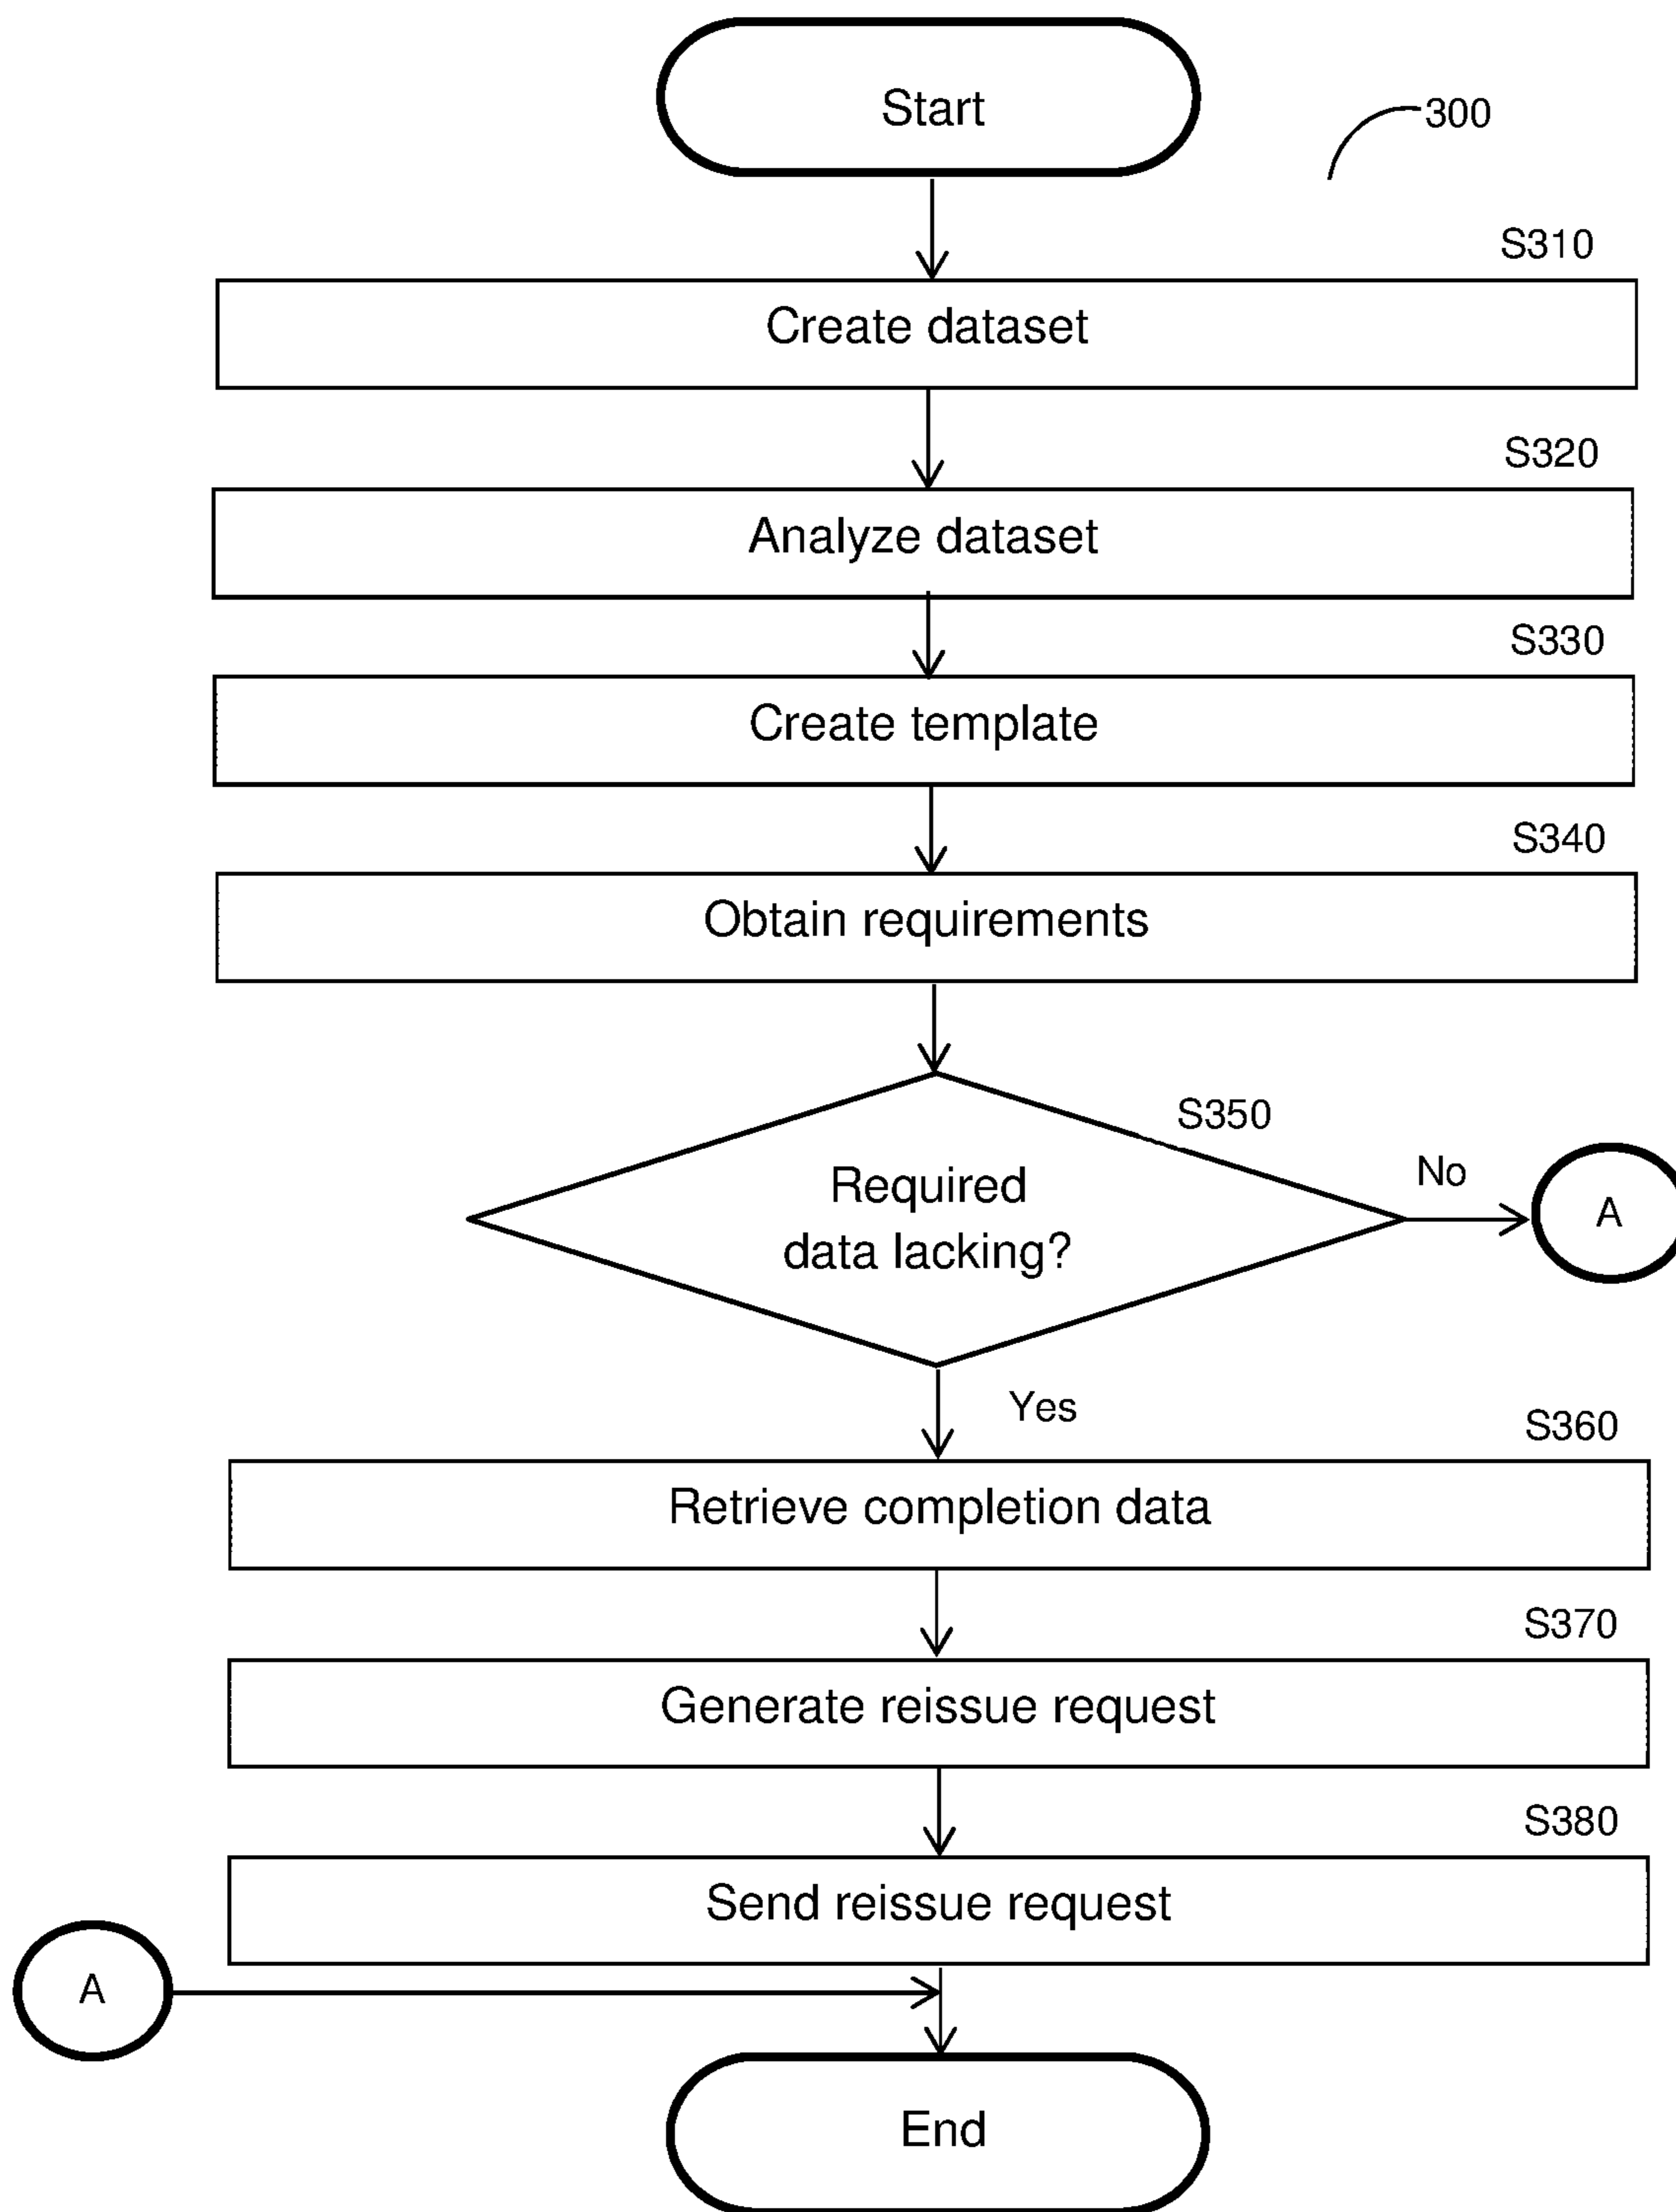 Start
300
S310
Create dataset
S320
Analyze dataset
S330
Create template
S340
Obtain requirements
S350
Required
data lacking?
No
A
Yes
S360
Retrieve completion data
S370
Generate reissue request
S380
Send reissue request
A
End